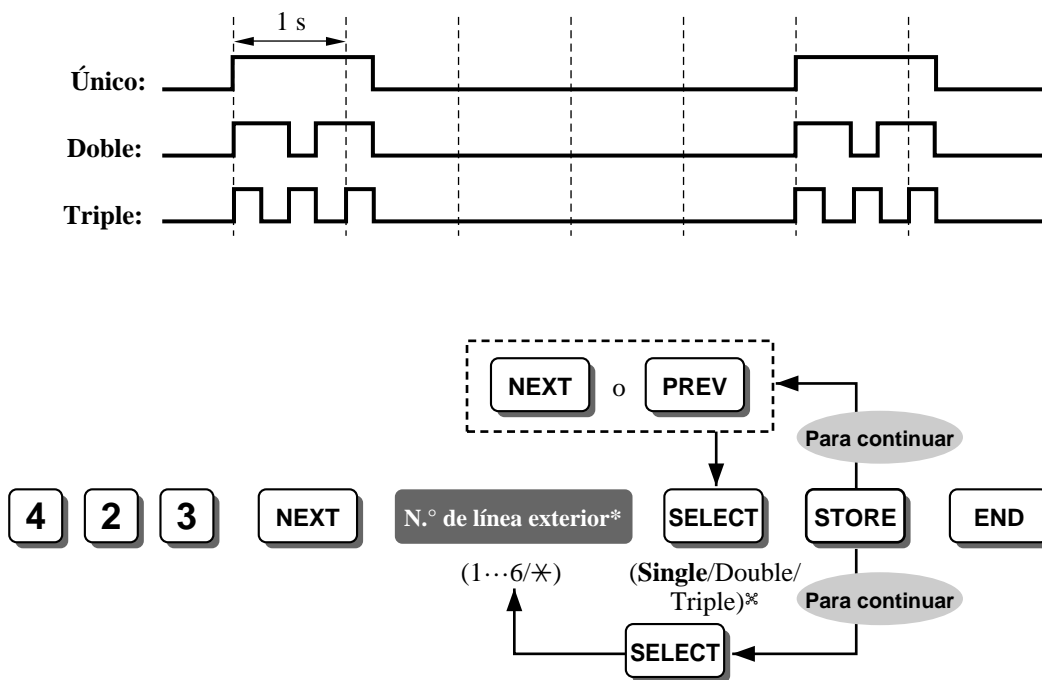 1 s
Único:
Doble:
Triple:
NEXT o PREV
Para continuar
4 2 3 NEXT N.° de línea exterior* SELECT STORE END
(1···6/✳) (Single/Double/
Triple)※ Para continuar
SELECT